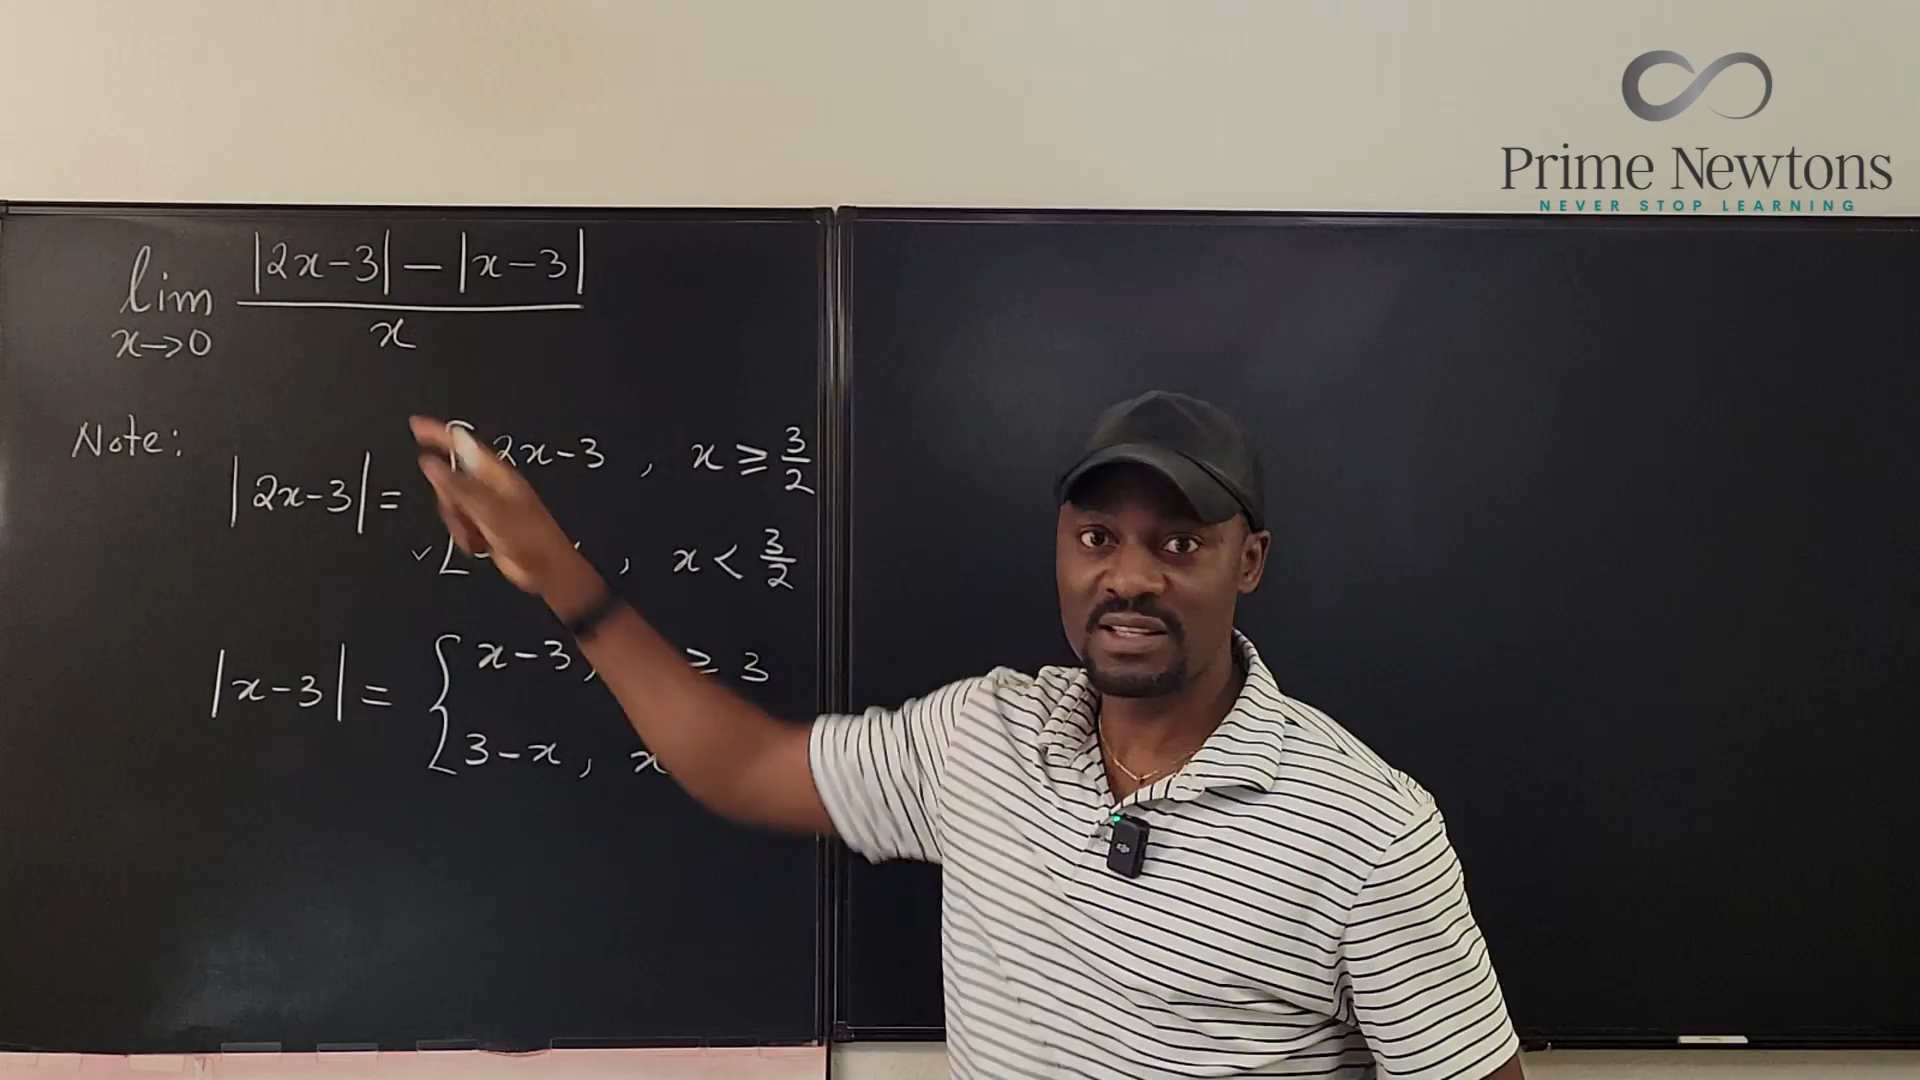 Prime Newtons
NEVER STOP LEARNING
lim x→0 (|2x-3| - |x-3|) / x
Note:
|2x-3| = { 2x-3 , x ≥ 3/2
✓ , x < 3/2
|x-3| = { x-3, ≥ 3
3-x, x